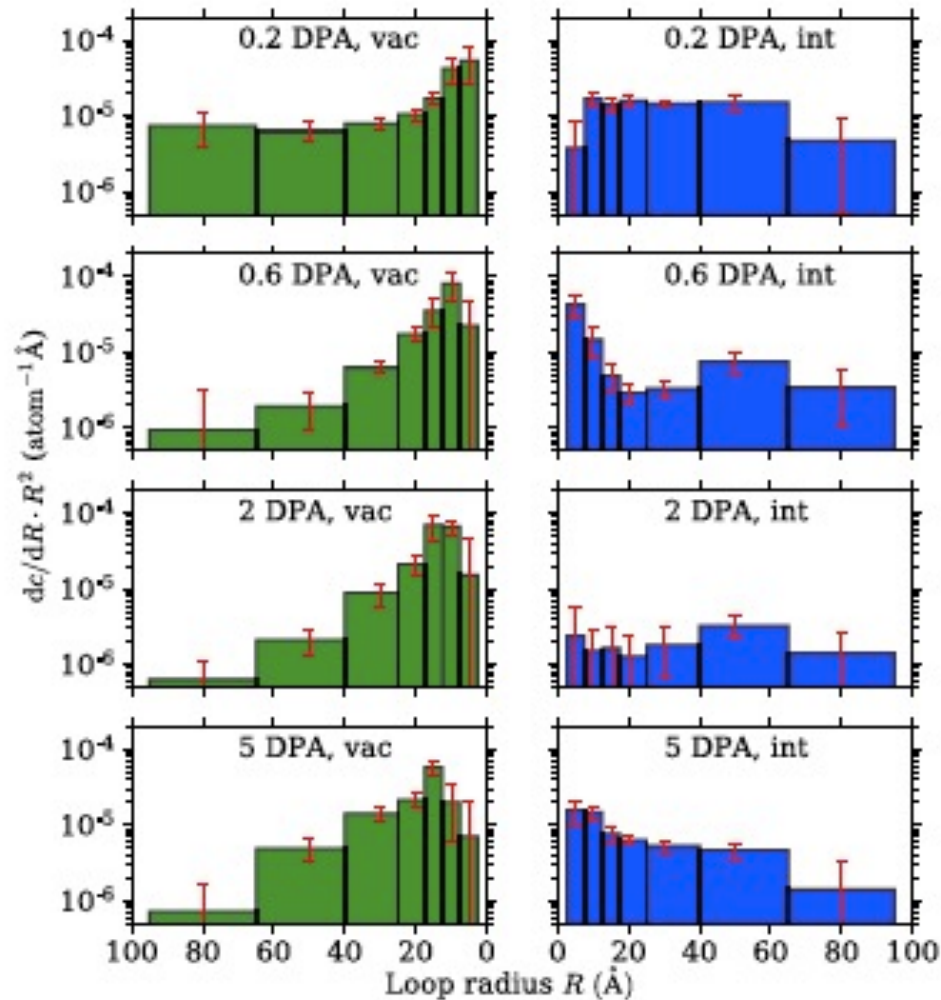 dc/dR · R² (atom⁻¹Å)
10⁻⁴
10⁻⁵
10⁻⁶
0.2 DPA, vac
0.2 DPA, int
10⁻⁴
10⁻⁵
10⁻⁶
0.6 DPA, vac
0.6 DPA, int
10⁻⁴
10⁻⁵
10⁻⁶
2 DPA, vac
2 DPA, int
10⁻⁴
10⁻⁵
10⁻⁶
5 DPA, vac
5 DPA, int
100 80 60 40 20 0
0 20 40 60 80 100
Loop radius R (Å)